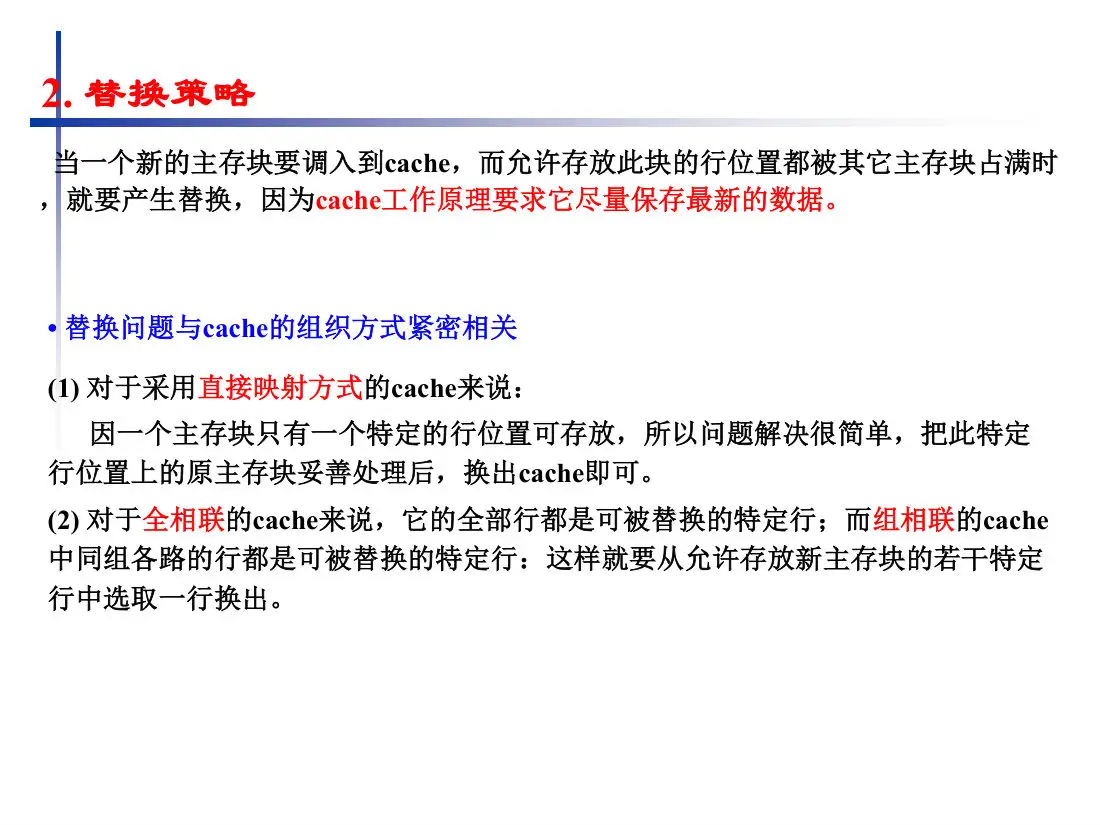 2. 替换策略
当一个新的主存块要调入到cache，而允许存放此块的行位置都被其它主存块占满时
，就要产生替换，因为cache工作原理要求它尽量保存最新的数据。
• 替换问题与cache的组织方式紧密相关
(1) 对于采用直接映射方式的cache来说：
因一个主存块只有一个特定的行位置可存放，所以问题解决很简单，把此特定
行位置上的原主存块妥善处理后，换出cache即可。
(2) 对于全相联的cache来说，它的全部行都是可被替换的特定行；而组相联的cache
中同组各路的行都是可被替换的特定行：这样就要从允许存放新主存块的若干特定
行中选取一行换出。